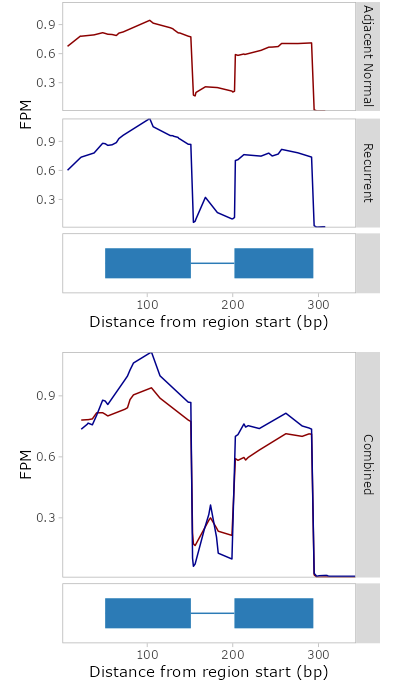 0.9
0.6
0.3
Adjacent Normal
FPM
0.9
0.6
0.3
Recurrent
100 200 300
Distance from region start (bp)
0.9
0.6
0.3
FPM
Combined
100 200 300
Distance from region start (bp)